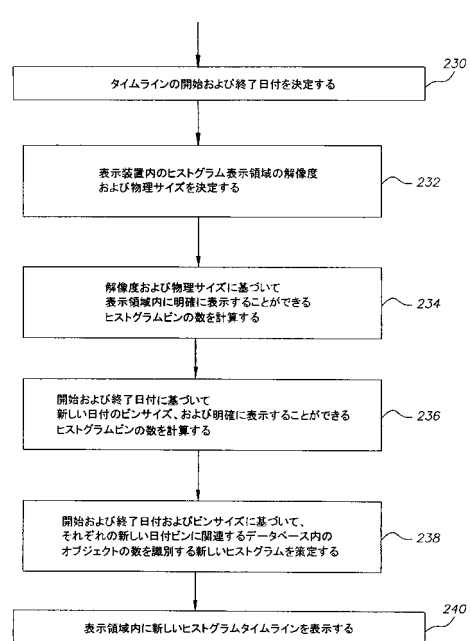 230
タイムラインの開始および終了日付を決定する
表示装置内のヒストグラム表示領域の解像度
および物理サイズを決定する
232
解像度および物理サイズに基づいて
表示領域内に明確に表示することができる
ヒストグラムビンの数を計算する
234
開始および終了日付に基づいて
新しい日付のビンサイズ、および明確に表示することができる
ヒストグラムビンの数を計算する
236
開始および終了日付およびビンサイズに基づいて、
それぞれの新しい日付ビンに関連するデータベース内の
オブジェクトの数を識別する新しいヒストグラムを策定する
238
240
表示領域内に新しいヒストグラムタイムラインを表示する